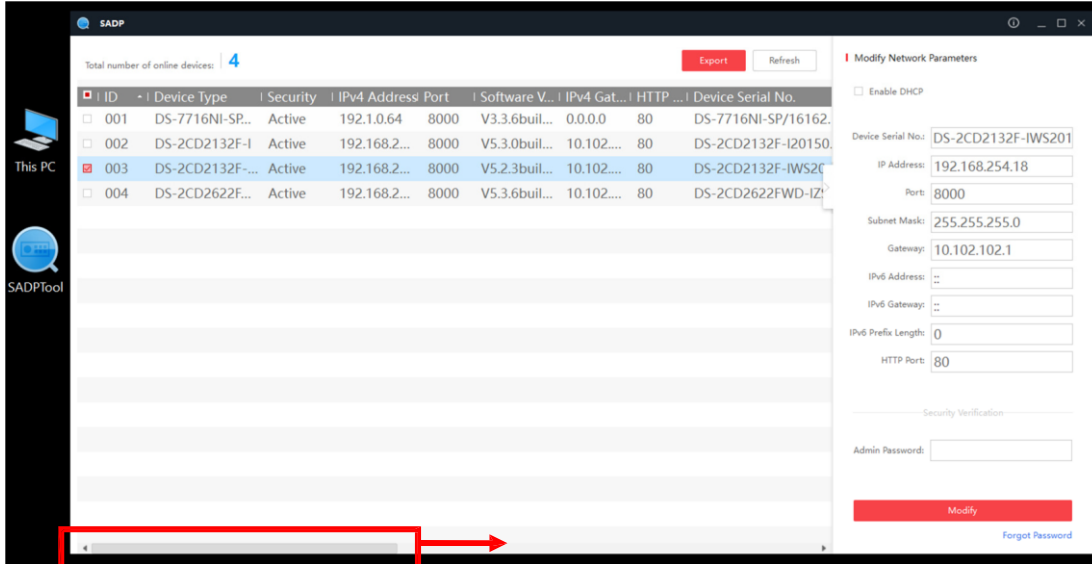 SADP
Total number of online devices: 4
Export
Refresh
ID Device Type Security IPv4 Address Port Software V... IPv4 Gat... HTTP ... Device Serial No.
001 DS-7716NI-SP... Active 192.1.0.64 8000 V3.3.6buil... 0.0.0.0 80 DS-7716NI-SP/16162.
002 DS-2CD2132F-I Active 192.168.2... 8000 V5.3.0buil... 10.102.... 80 DS-2CD2132F-I20150.
003 DS-2CD2132F-... Active 192.168.2... 8000 V5.2.3buil... 10.102.... 80 DS-2CD2132F-IWS20
004 DS-2CD2622F... Active 192.168.2... 8000 V5.3.6buil... 10.102.... 80 DS-2CD2622FWD-IZS
This PC
SADPTool
Modify Network Parameters
Enable DHCP
Device Serial No.: DS-2CD2132F-IWS201
IP Address: 192.168.254.18
Port: 8000
Subnet Mask: 255.255.255.0
Gateway: 10.102.102.1
IPv6 Address: ::
IPv6 Gateway: ::
IPv6 Prefix Length: 0
HTTP Port: 80
Security Verification
Admin Password:
Modify
Forgot Password